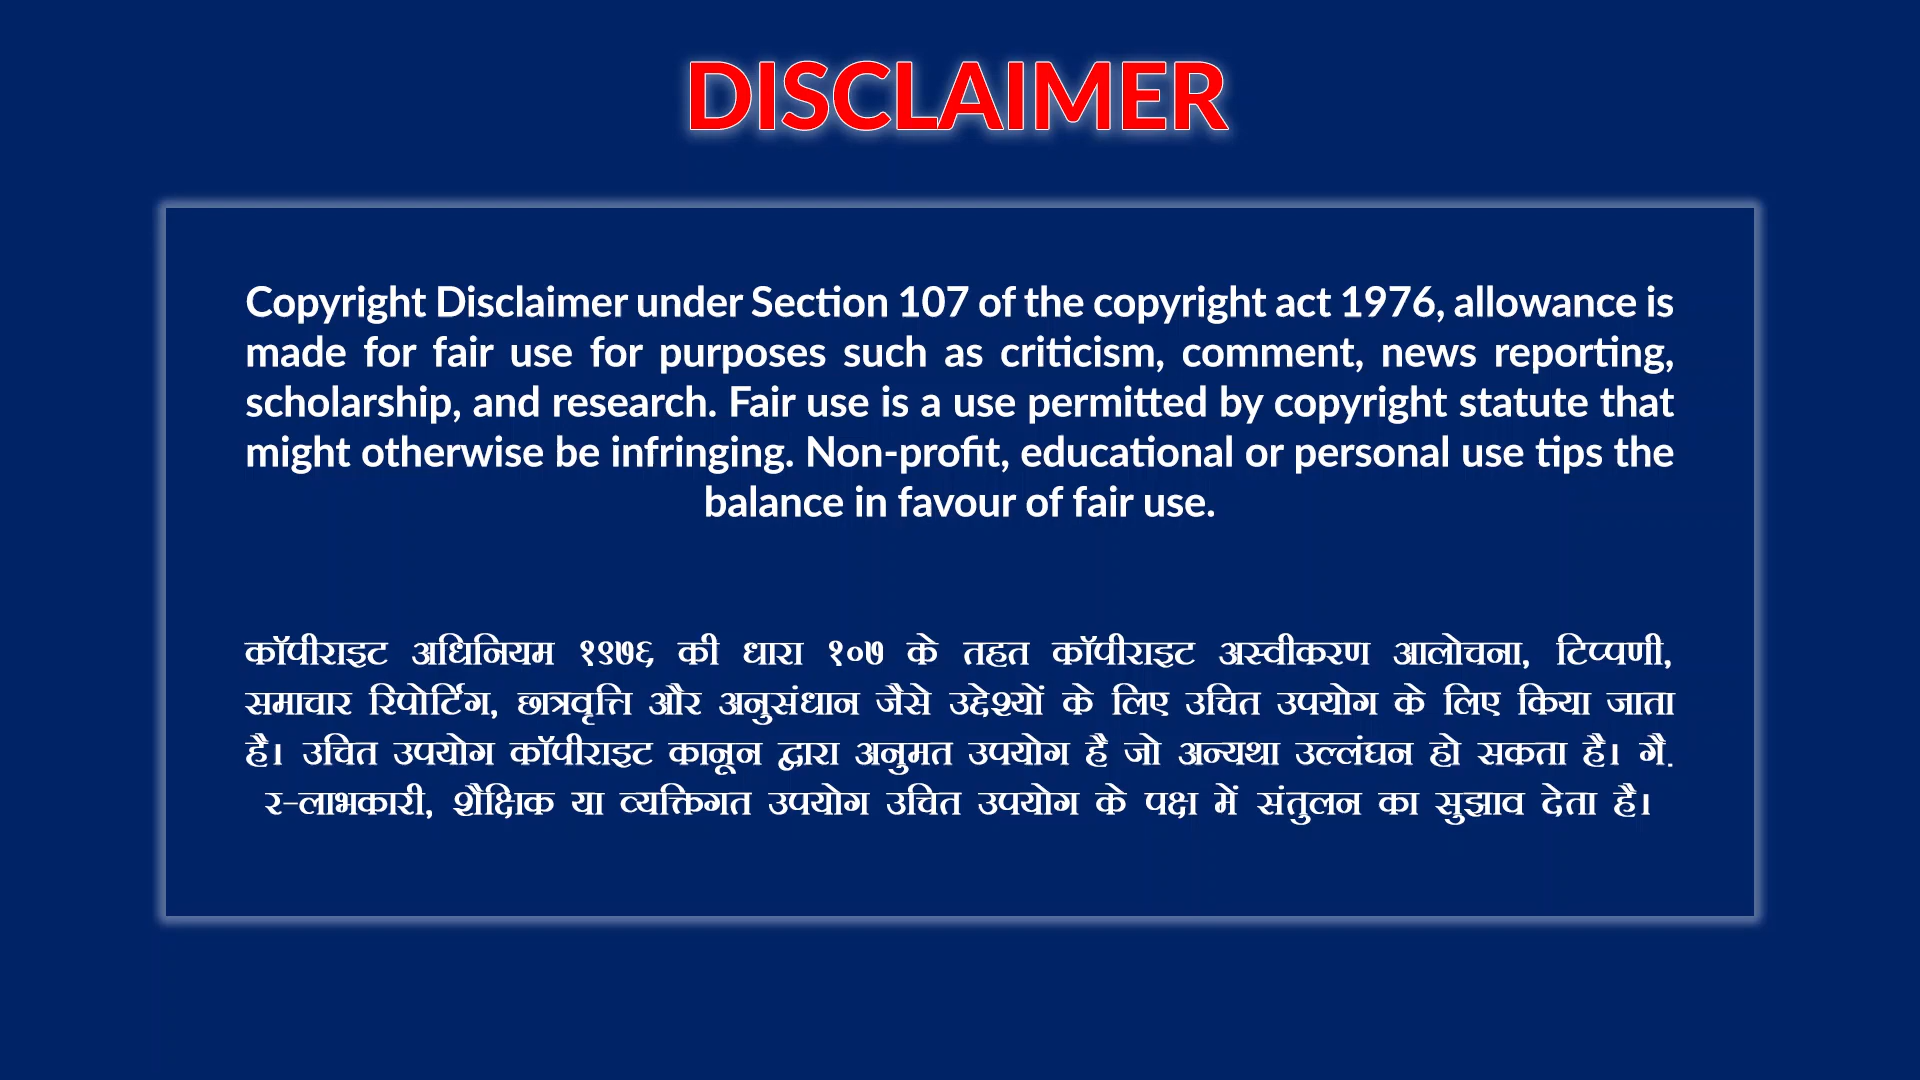 DISCLAIMER
Copyright Disclaimer under Section 107 of the copyright act 1976, allowance is
made for fair use for purposes such as criticism, comment, news reporting,
scholarship, and research. Fair use is a use permitted by copyright statute that
might otherwise be infringing. Non-profit, educational or personal use tips the
balance in favour of fair use.
कॉपीराइट अधिनियम १९७६ की धारा १०७ के तहत कॉपीराइट अस्वीकरण आलोचना, टिप्पणी,
समाचार रिपोर्टिंग, छात्रवृत्ति और अनुसंधान जैसे उद्देश्यों के लिए उचित उपयोग के लिए किया जाता
है। उचित उपयोग कॉपीराइट कानून द्वारा अनुमत उपयोग है जो अन्यथा उल्लंघन हो सकता है। गै.
र-लाभकारी, शैक्षिक या व्यक्तिगत उपयोग उचित उपयोग के पक्ष में संतुलन का सुझाव देता है।